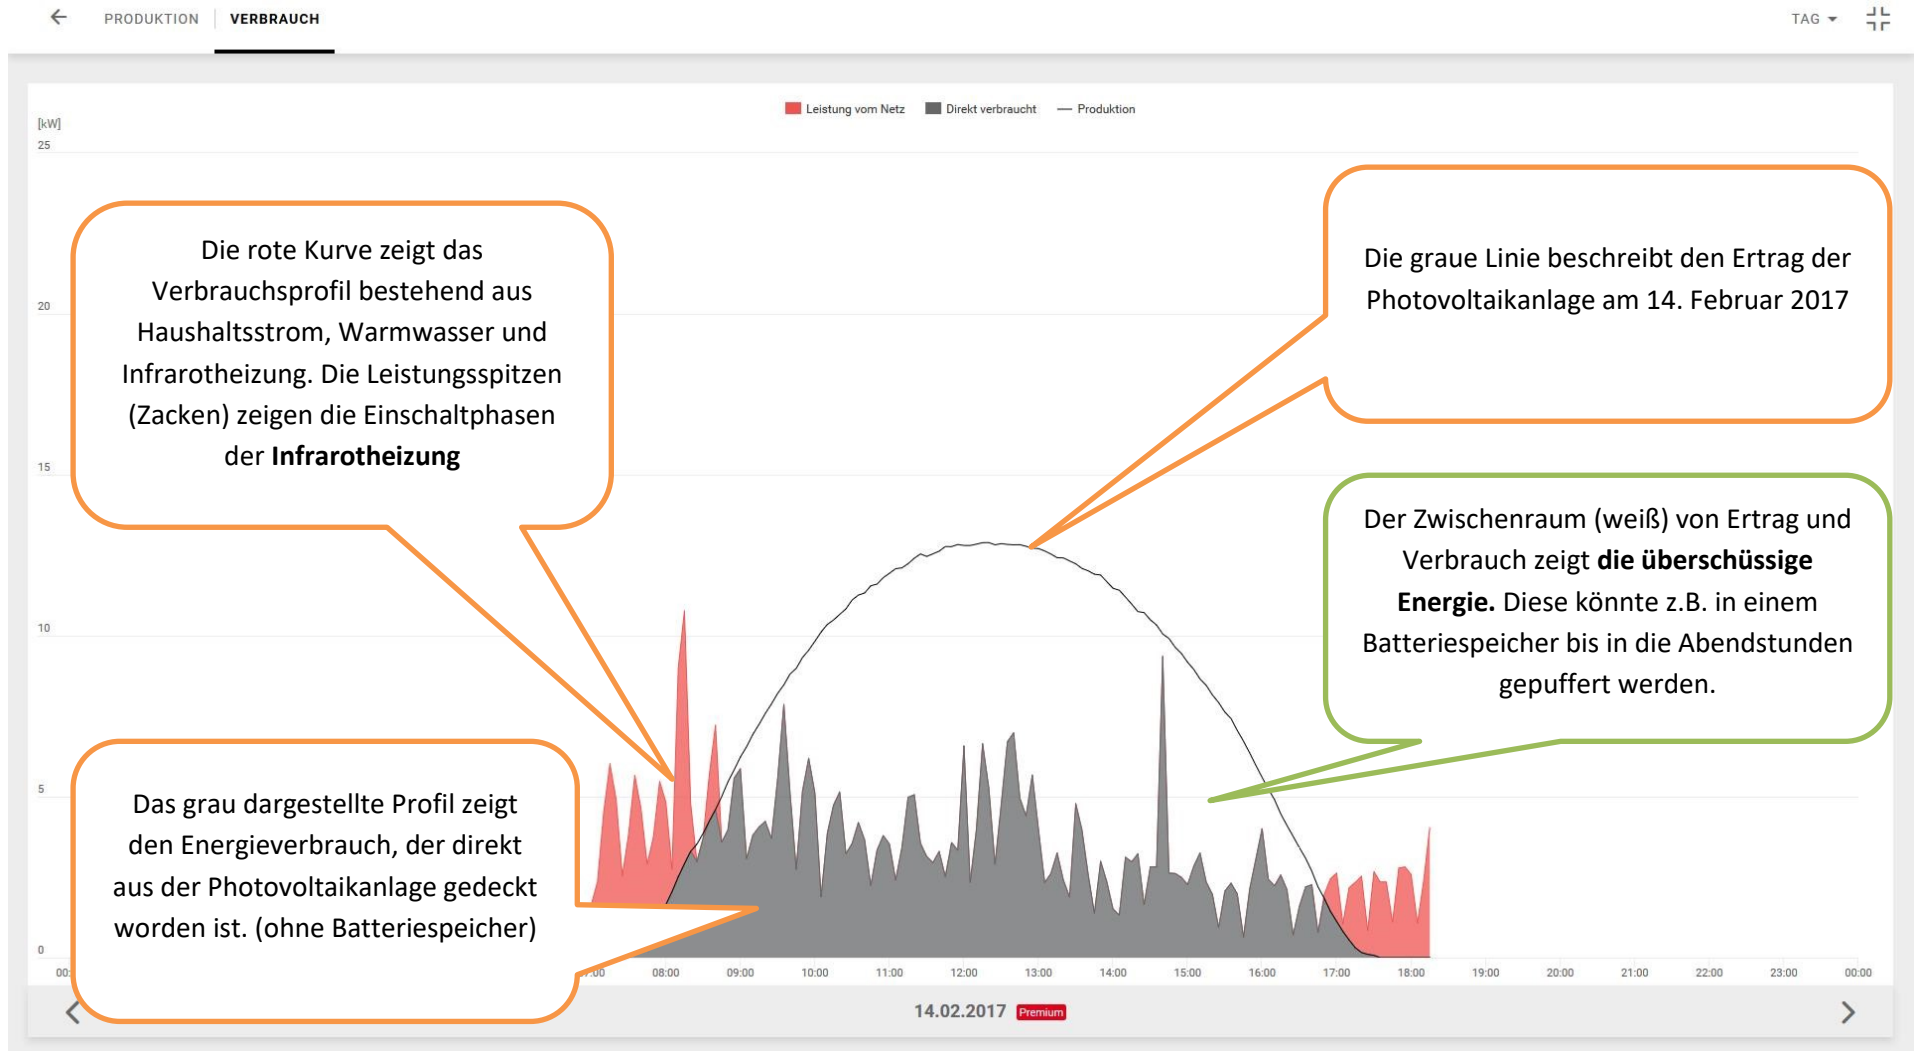 PRODUKTION VERBRAUCH TAG
Leistung vom Netz Direkt verbraucht Produktion
[kW]
25
20
15
10
5
0
Die rote Kurve zeigt das
Verbrauchsprofil bestehend aus
Haushaltsstrom, Warmwasser und
Infrarotheizung. Die Leistungsspitzen
(Zacken) zeigen die Einschaltphasen
der Infrarotheizung
Die graue Linie beschreibt den Ertrag der
Photovoltaikanlage am 14. Februar 2017
Der Zwischenraum (weiß) von Ertrag und
Verbrauch zeigt die überschüssige
Energie. Diese könnte z.B. in einem
Batteriespeicher bis in die Abendstunden
gepuffert werden.
Das grau dargestellte Profil zeigt
den Energieverbrauch, der direkt
aus der Photovoltaikanlage gedeckt
worden ist. (ohne Batteriespeicher)
08:00 09:00 10:00 11:00 12:00 13:00 14:00 15:00 16:00 17:00 18:00 19:00 20:00 21:00 22:00 23:00 00:00
14.02.2017 Premium